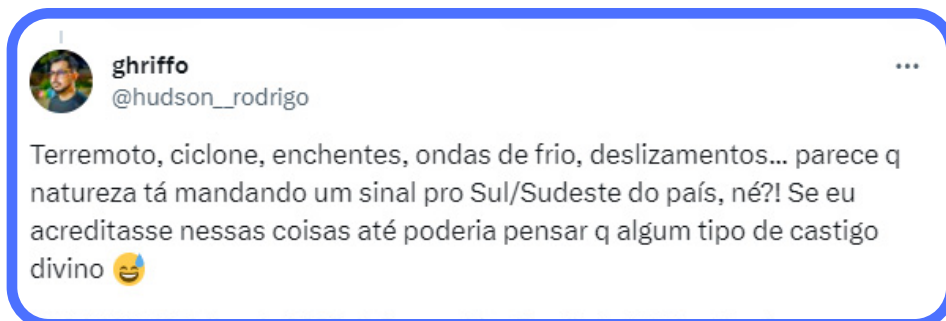 ghriffo
@hudson__rodrigo
Terremoto, ciclone, enchentes, ondas de frio, deslizamentos... parece q
natureza tá mandando um sinal pro Sul/Sudeste do país, né?! Se eu
acreditasse nessas coisas até poderia pensar q algum tipo de castigo
divino 😅